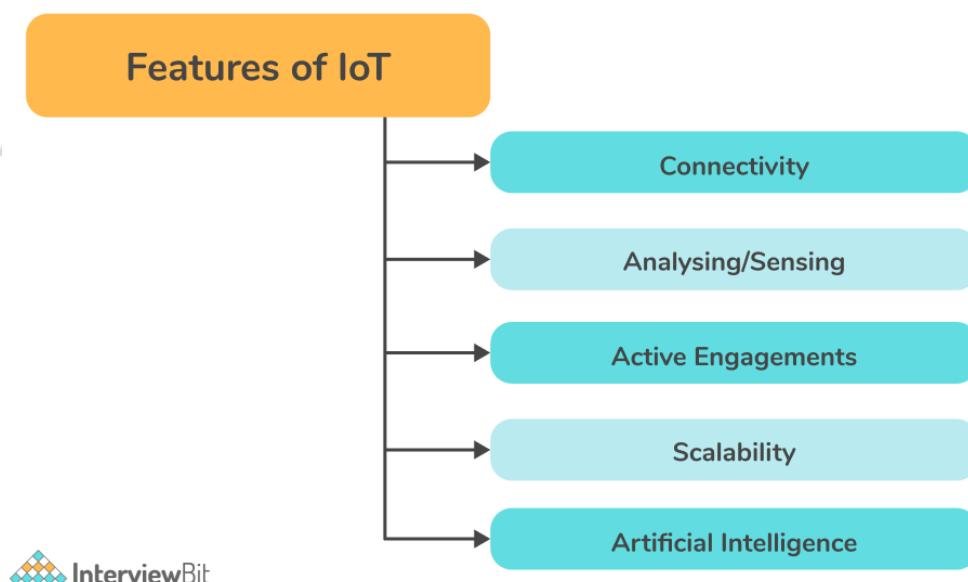 Features of IoT
Connectivity
Analysing/Sensing
Active Engagements
Scalability
Artificial Intelligence
InterviewBit